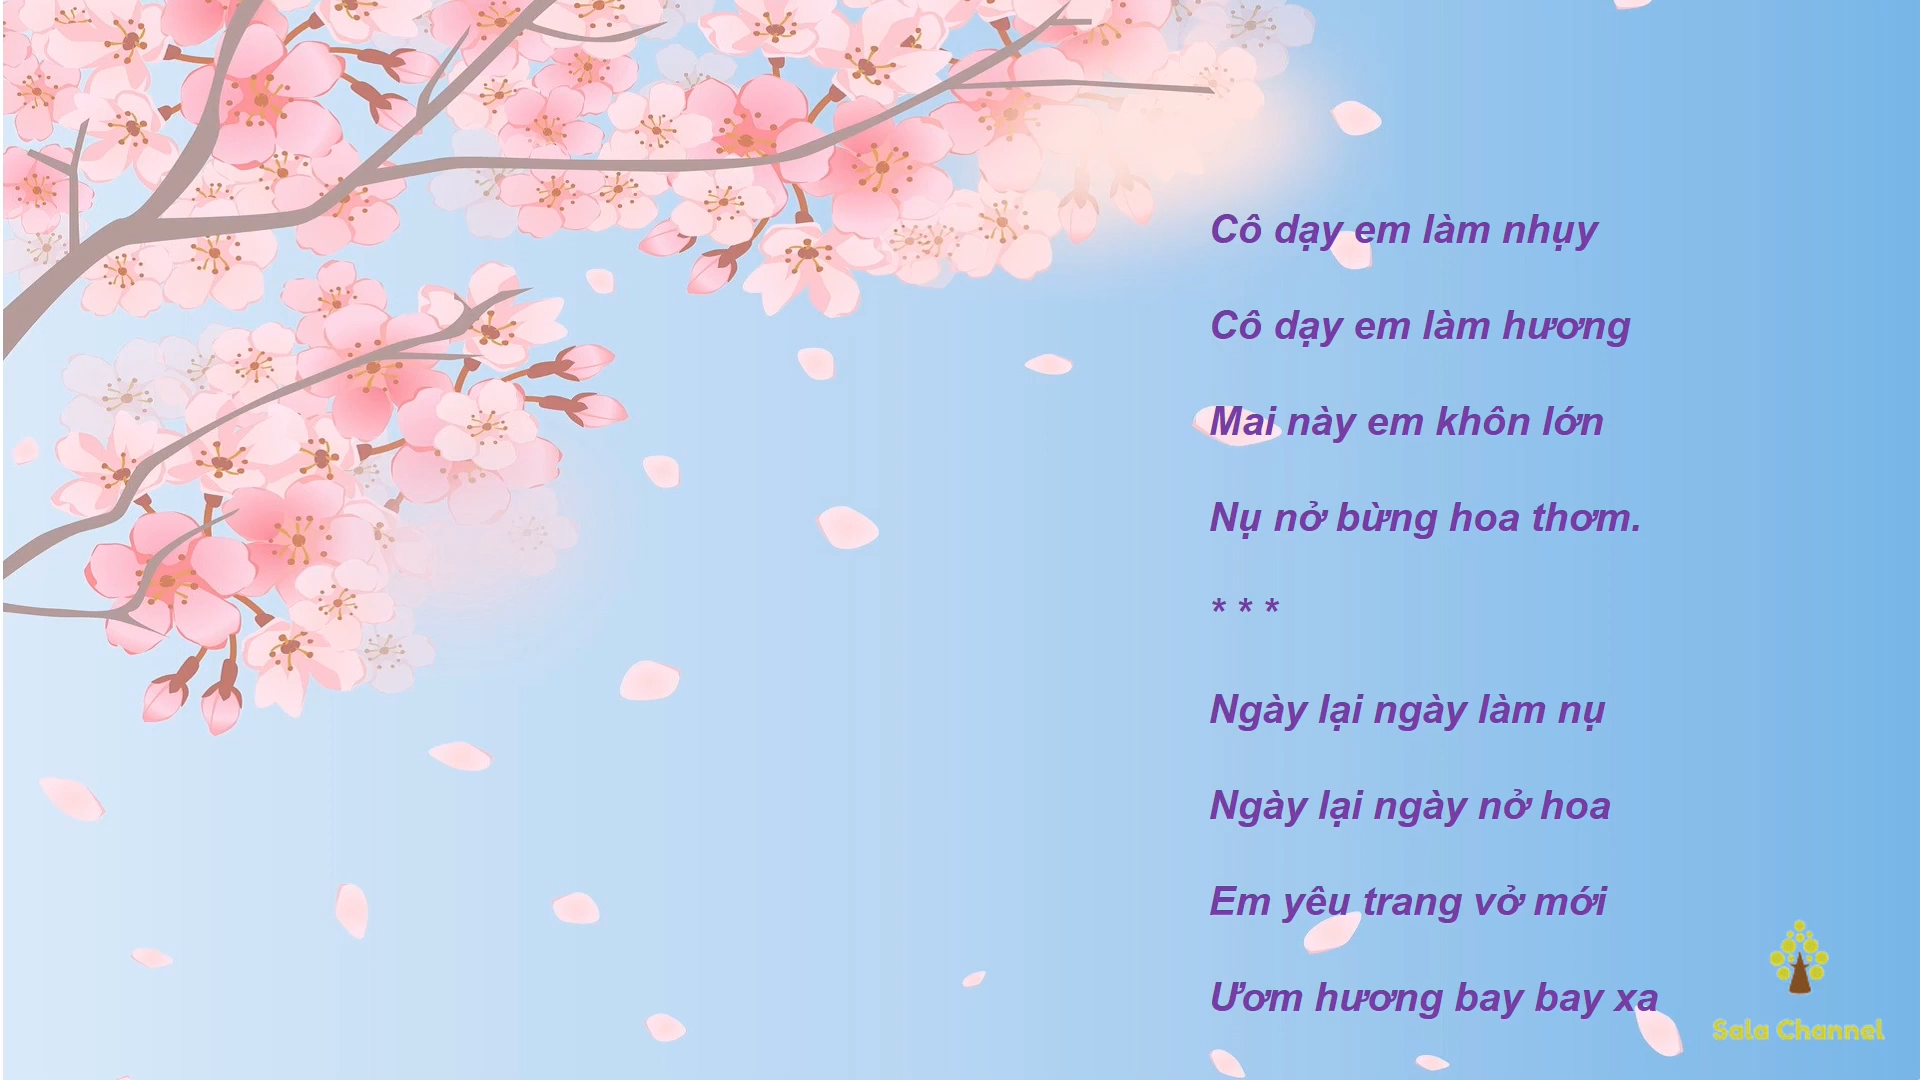 Cô dạy em làm nhụy
Cô dạy em làm hương
Mai này em khôn lớn
Nụ nở bừng hoa thơm.
* * *
Ngày lại ngày làm nụ
Ngày lại ngày nở hoa
Em yêu trang vở mới
Ươm hương bay bay xa
Sala Channel